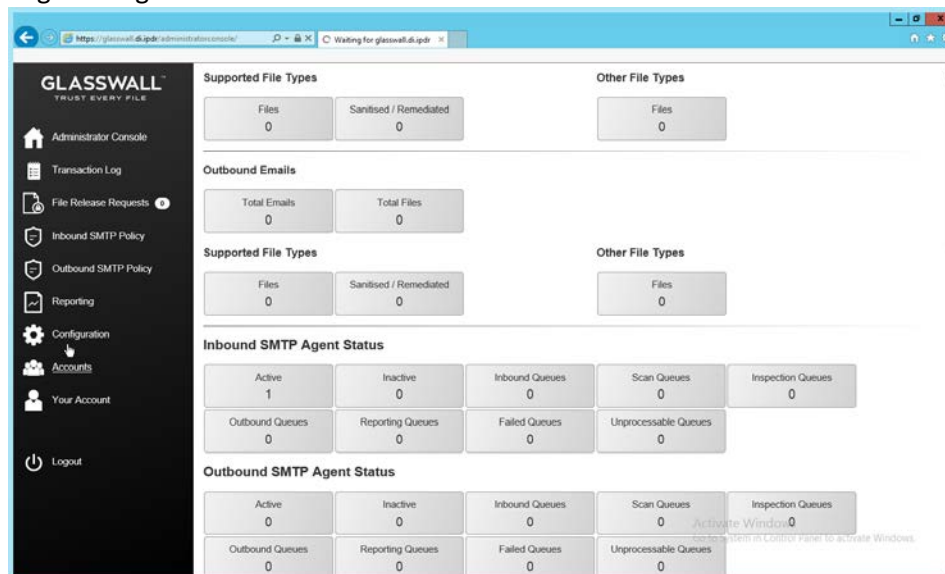 https://glasswall.di.ipdr/administratorconsole/
Waiting for glasswall.di.ipdr
GLASSWALL
TRUST EVERY FILE
Administrator Console
Transaction Log
File Release Requests 0
Inbound SMTP Policy
Outbound SMTP Policy
Reporting
Configuration
Accounts
Your Account
Logout
Supported File Types Other File Types
Files Sanitised / Remediated Files
0 0 0
Outbound Emails
Total Emails Total Files
0 0
Supported File Types Other File Types
Files Sanitised / Remediated Files
0 0 0
Inbound SMTP Agent Status
Active Inactive Inbound Queues Scan Queues Inspection Queues
1 0 0 0 0
Outbound Queues Reporting Queues Failed Queues Unprocessable Queues
0 0 0 0
Outbound SMTP Agent Status
Active Inactive Inbound Queues Scan Queues Inspection Queues
0 0 0 0 0
Activate Windows
Go to System in Control Panel to activate Windows.
Outbound Queues Reporting Queues Failed Queues Unprocessable Queues
0 0 0 0